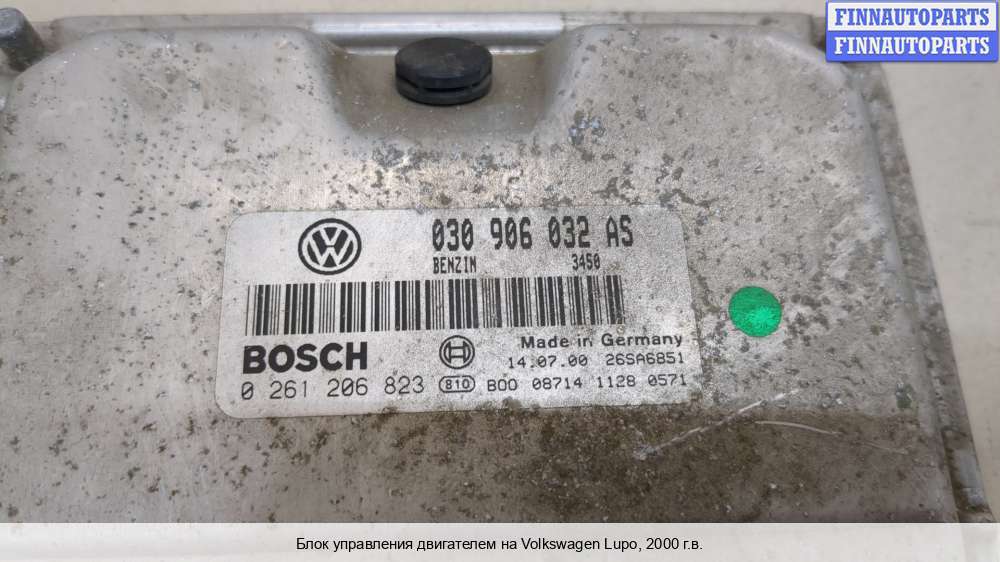 FINNAUTOPARTS
FINNAUTOPARTS
030 906 032 AS
BENZIN 3450
BOSCH
Made in Germany
14.07.00 26SA6851
0 261 206 823 810 B00 08714 1128 0571
Блок управления двигателем на Volkswagen Lupo, 2000 г.в.